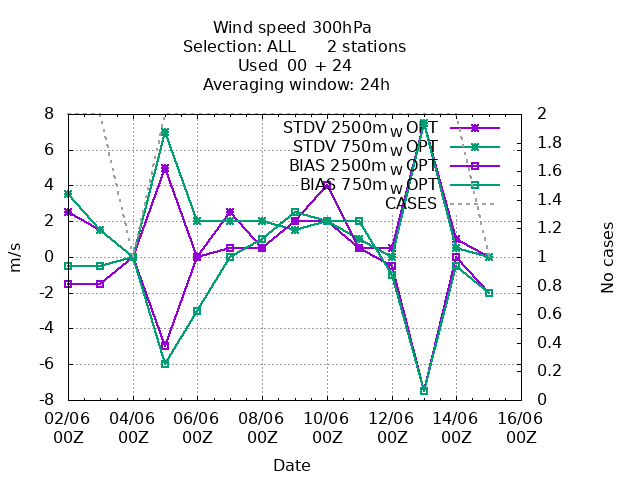 Wind speed 300hPa
Selection: ALL 2 stations
Used 00 + 24
Averaging window: 24h
STDV 2500m W OPT
STDV 750m W OPT
BIAS 2500m W OPT
BIAS 750m W OPT
CASES
8
6
4
2
0
-2
-4
-6
-8
m/s
2
1.8
1.6
1.4
1.2
1
0.8
0.6
0.4
0.2
0
No cases
02/06 04/06 06/06 08/06 10/06 12/06 14/06 16/06
00Z 00Z 00Z 00Z 00Z 00Z 00Z 00Z
Date